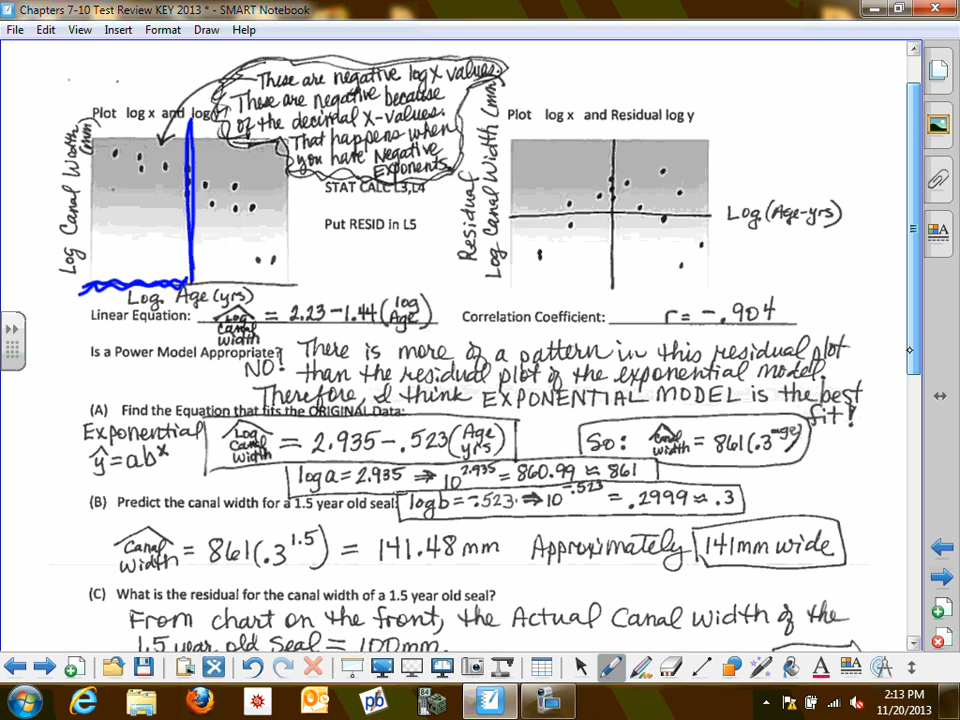 Chapters 7-10 Test Review KEY 2013 * - SMART Notebook
File Edit View Insert Format Draw Help
These are negative log x values.
These are negative because
of the decimal x-values.
That happens when
you have Negative
Exponents.
Plot log x and log y
Plot log x and Residual log y
Log Canal Width (mm)
STAT CALC L3,L4
Put RESID in L5
Residual
Log Canal Width (mm)
Log (Age-yrs)
Log Age (yrs)
Linear Equation: Log Canal Width = 2.23-1.44(log Age)
Correlation Coefficient: r = -.904
Is a Power Model Appropriate? NO! There is more of a pattern in this residual plot
than the residual plot of the exponential model.
Therefore, I think EXPONENTIAL MODEL is the best fit!
(A) Find the Equation that fits the ORIGINAL Data:
Exponential
ŷ=abˣ
Log Canal Width = 2.935 - .523(Age yrs)
So: Canal width = 861(.3^age)
log a = 2.935 ⇒ 10^2.935 = 860.99 ≈ 861
(B) Predict the canal width for a 1.5 year old seal:
log b = -.523 ⇒ 10^-.523 = .2999 ≈ .3
Canal Width = 861(.3^1.5) = 141.48mm Approximately 141mm wide
(C) What is the residual for the canal width of a 1.5 year old seal?
From chart on the front, the Actual Canal Width of the
1.5 year old Seal = 100mm.
2:13 PM
11/20/2013